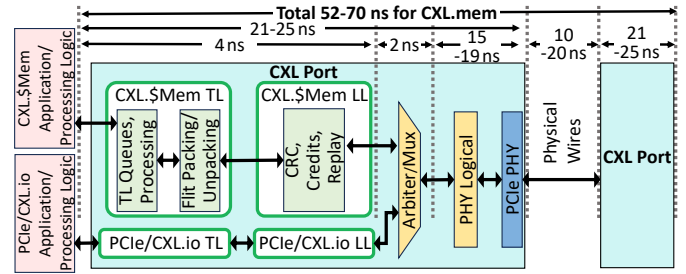 Total 52-70 ns for CXL.mem
21-25 ns
4 ns
2 ns
15
-19 ns
10
-20 ns
21
-25 ns
CXL.$Mem
Application/
Processing Logic
PCIe/CXL.io
Application/
Processing Logic
CXL Port
CXL.$Mem TL
TL Queues,
Processing
Flit Packing/
Unpacking
CXL.$Mem LL
CRC,
Credits,
Replay
Arbiter/Mux
PHY Logical
PCIe PHY
Physical
Wires
CXL Port
PCIe/CXL.io TL
PCIe/CXL.io LL